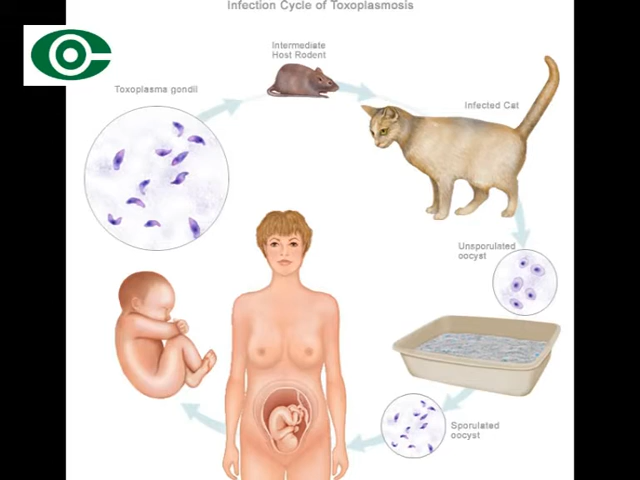 Infection Cycle of Toxoplasmosis
Intermediate
Host Rodent
Toxoplasma gondii
Infected Cat
Unsporulated
oocyst
Sporulated
oocyst